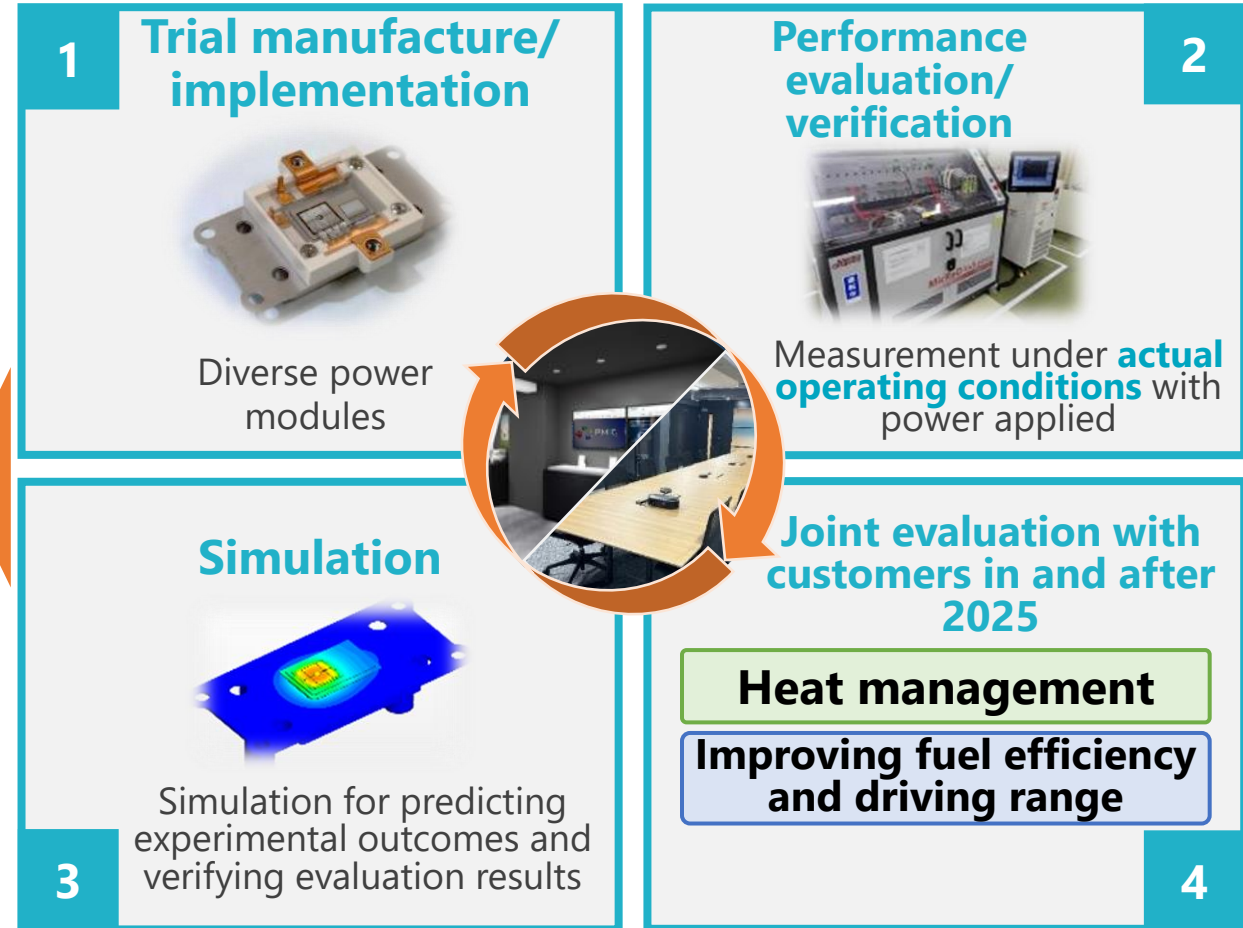 1
Trial manufacture/
implementation
Diverse power
modules
2
Performance
evaluation/
verification
Measurement under actual
operating conditions with
power applied
3
Simulation
Simulation for predicting
experimental outcomes and
verifying evaluation results
4
Joint evaluation with
customers in and after
2025
Heat management
Improving fuel efficiency
and driving range